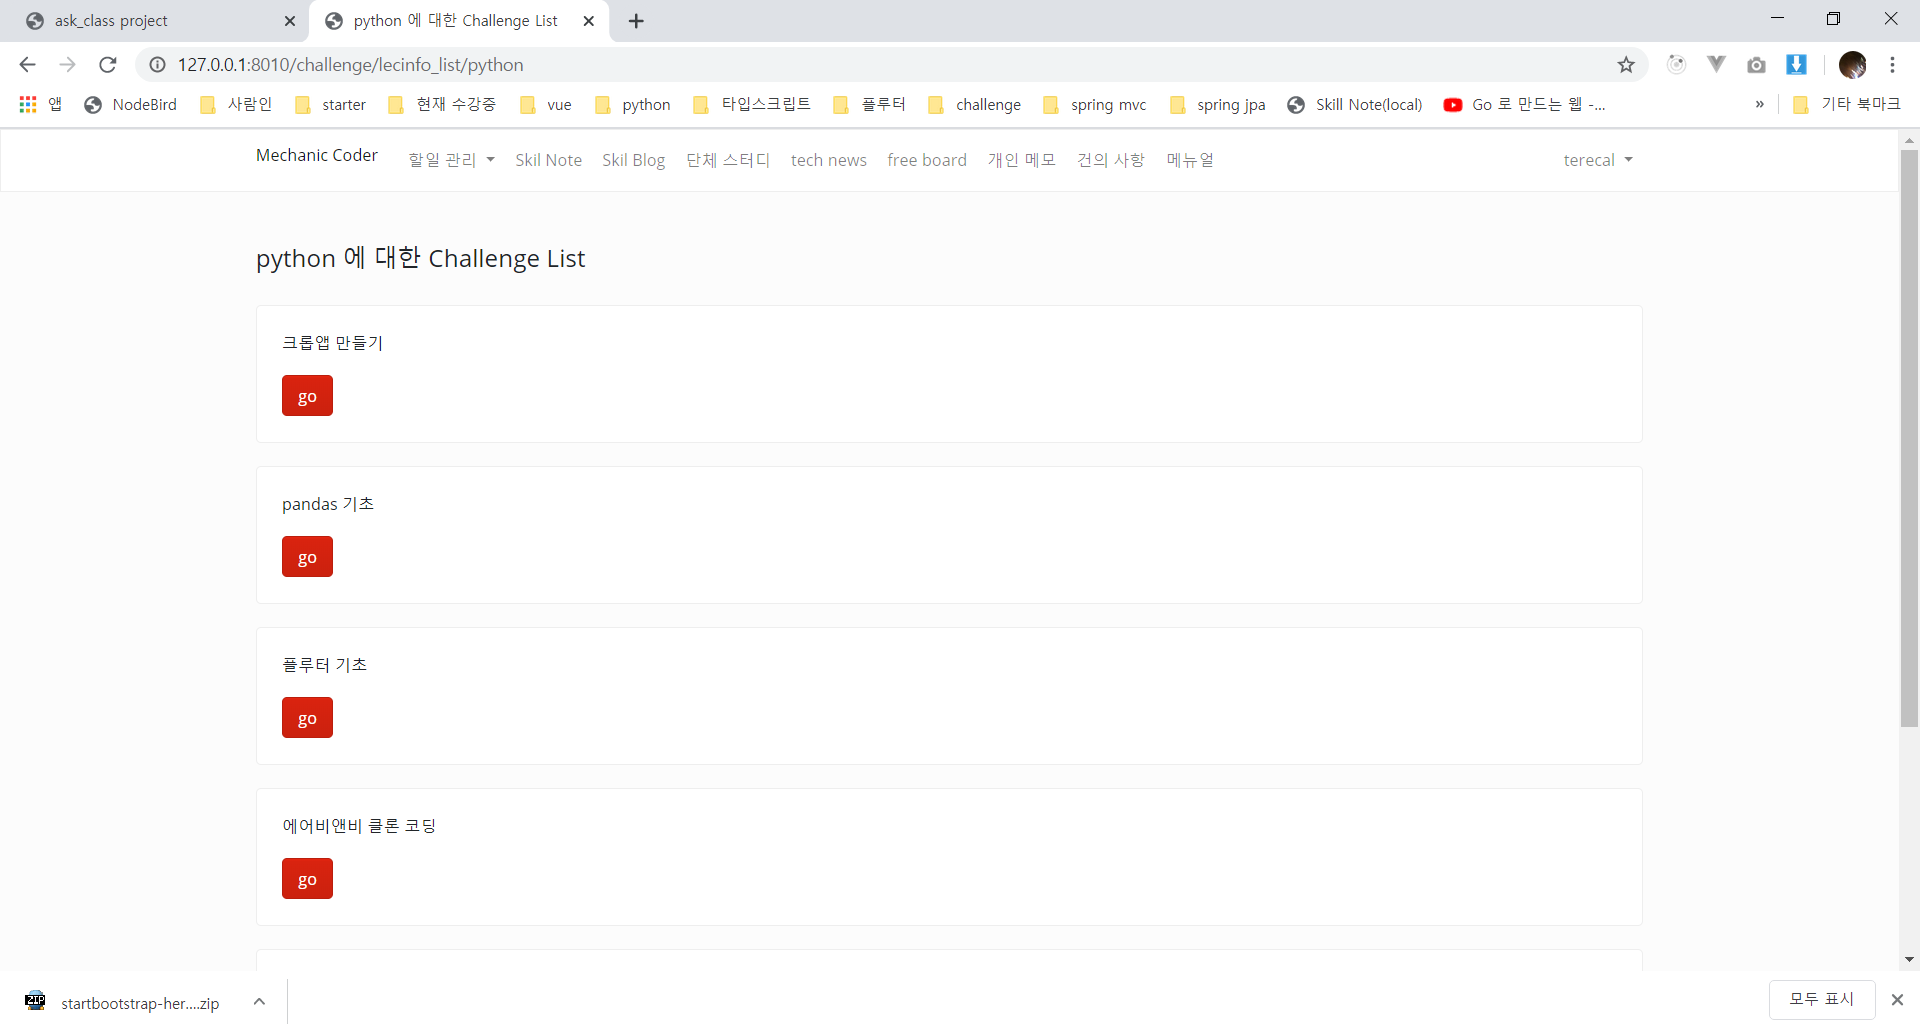 ask_class project
python 에 대한 Challenge List
127.0.0.1:8010/challenge/lecinfo_list/python
앱 NodeBird 사람인 starter 현재 수강중 vue python 타입스크립트 플루터 challenge spring mvc spring jpa Skill Note(local) Go 로 만드는 웹 -... » 기타 북마크
Mechanic Coder 할일 관리 Skil Note Skil Blog 단체 스터디 tech news free board 개인 메모 건의 사항 메뉴얼 terecal
python 에 대한 Challenge List
크롭앱 만들기
go
pandas 기초
go
플루터 기초
go
에어비앤비 클론 코딩
go
ZIP
startbootstrap-her....zip
모두 표시